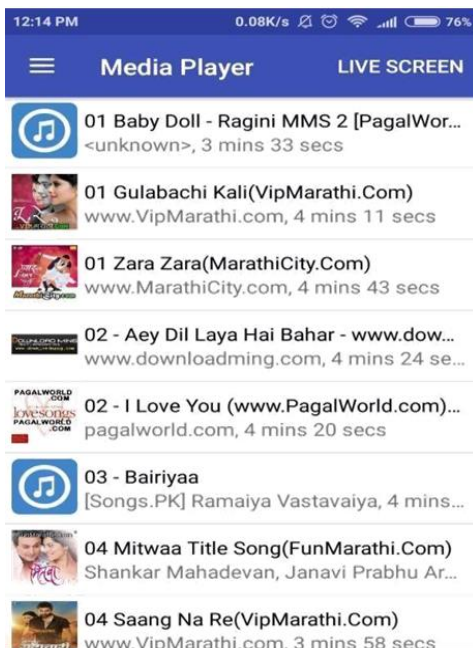 12:14 PM 0.08K/s 76%
Media Player LIVE SCREEN
01 Baby Doll - Ragini MMS 2 [PagalWor...
<unknown>, 3 mins 33 secs
01 Gulabachi Kali(VipMarathi.Com)
www.VipMarathi.com, 4 mins 11 secs
01 Zara Zara(MarathiCity.Com)
www.MarathiCity.com, 4 mins 43 secs
02 - Aey Dil Laya Hai Bahar - www.dow...
www.downloadming.com, 4 mins 24 se...
PAGALWORLD
.COM
lovesongs
PAGALWORLD
.COM
02 - I Love You (www.PagalWorld.com)...
pagalworld.com, 4 mins 20 secs
03 - Bairiyaa
[Songs.PK] Ramaiya Vastavaiya, 4 mins...
04 Mitwaa Title Song(FunMarathi.Com)
Shankar Mahadevan, Janavi Prabhu Ar...
04 Saang Na Re(VipMarathi.Com)
www.VipMarathi.com, 3 mins 58 secs